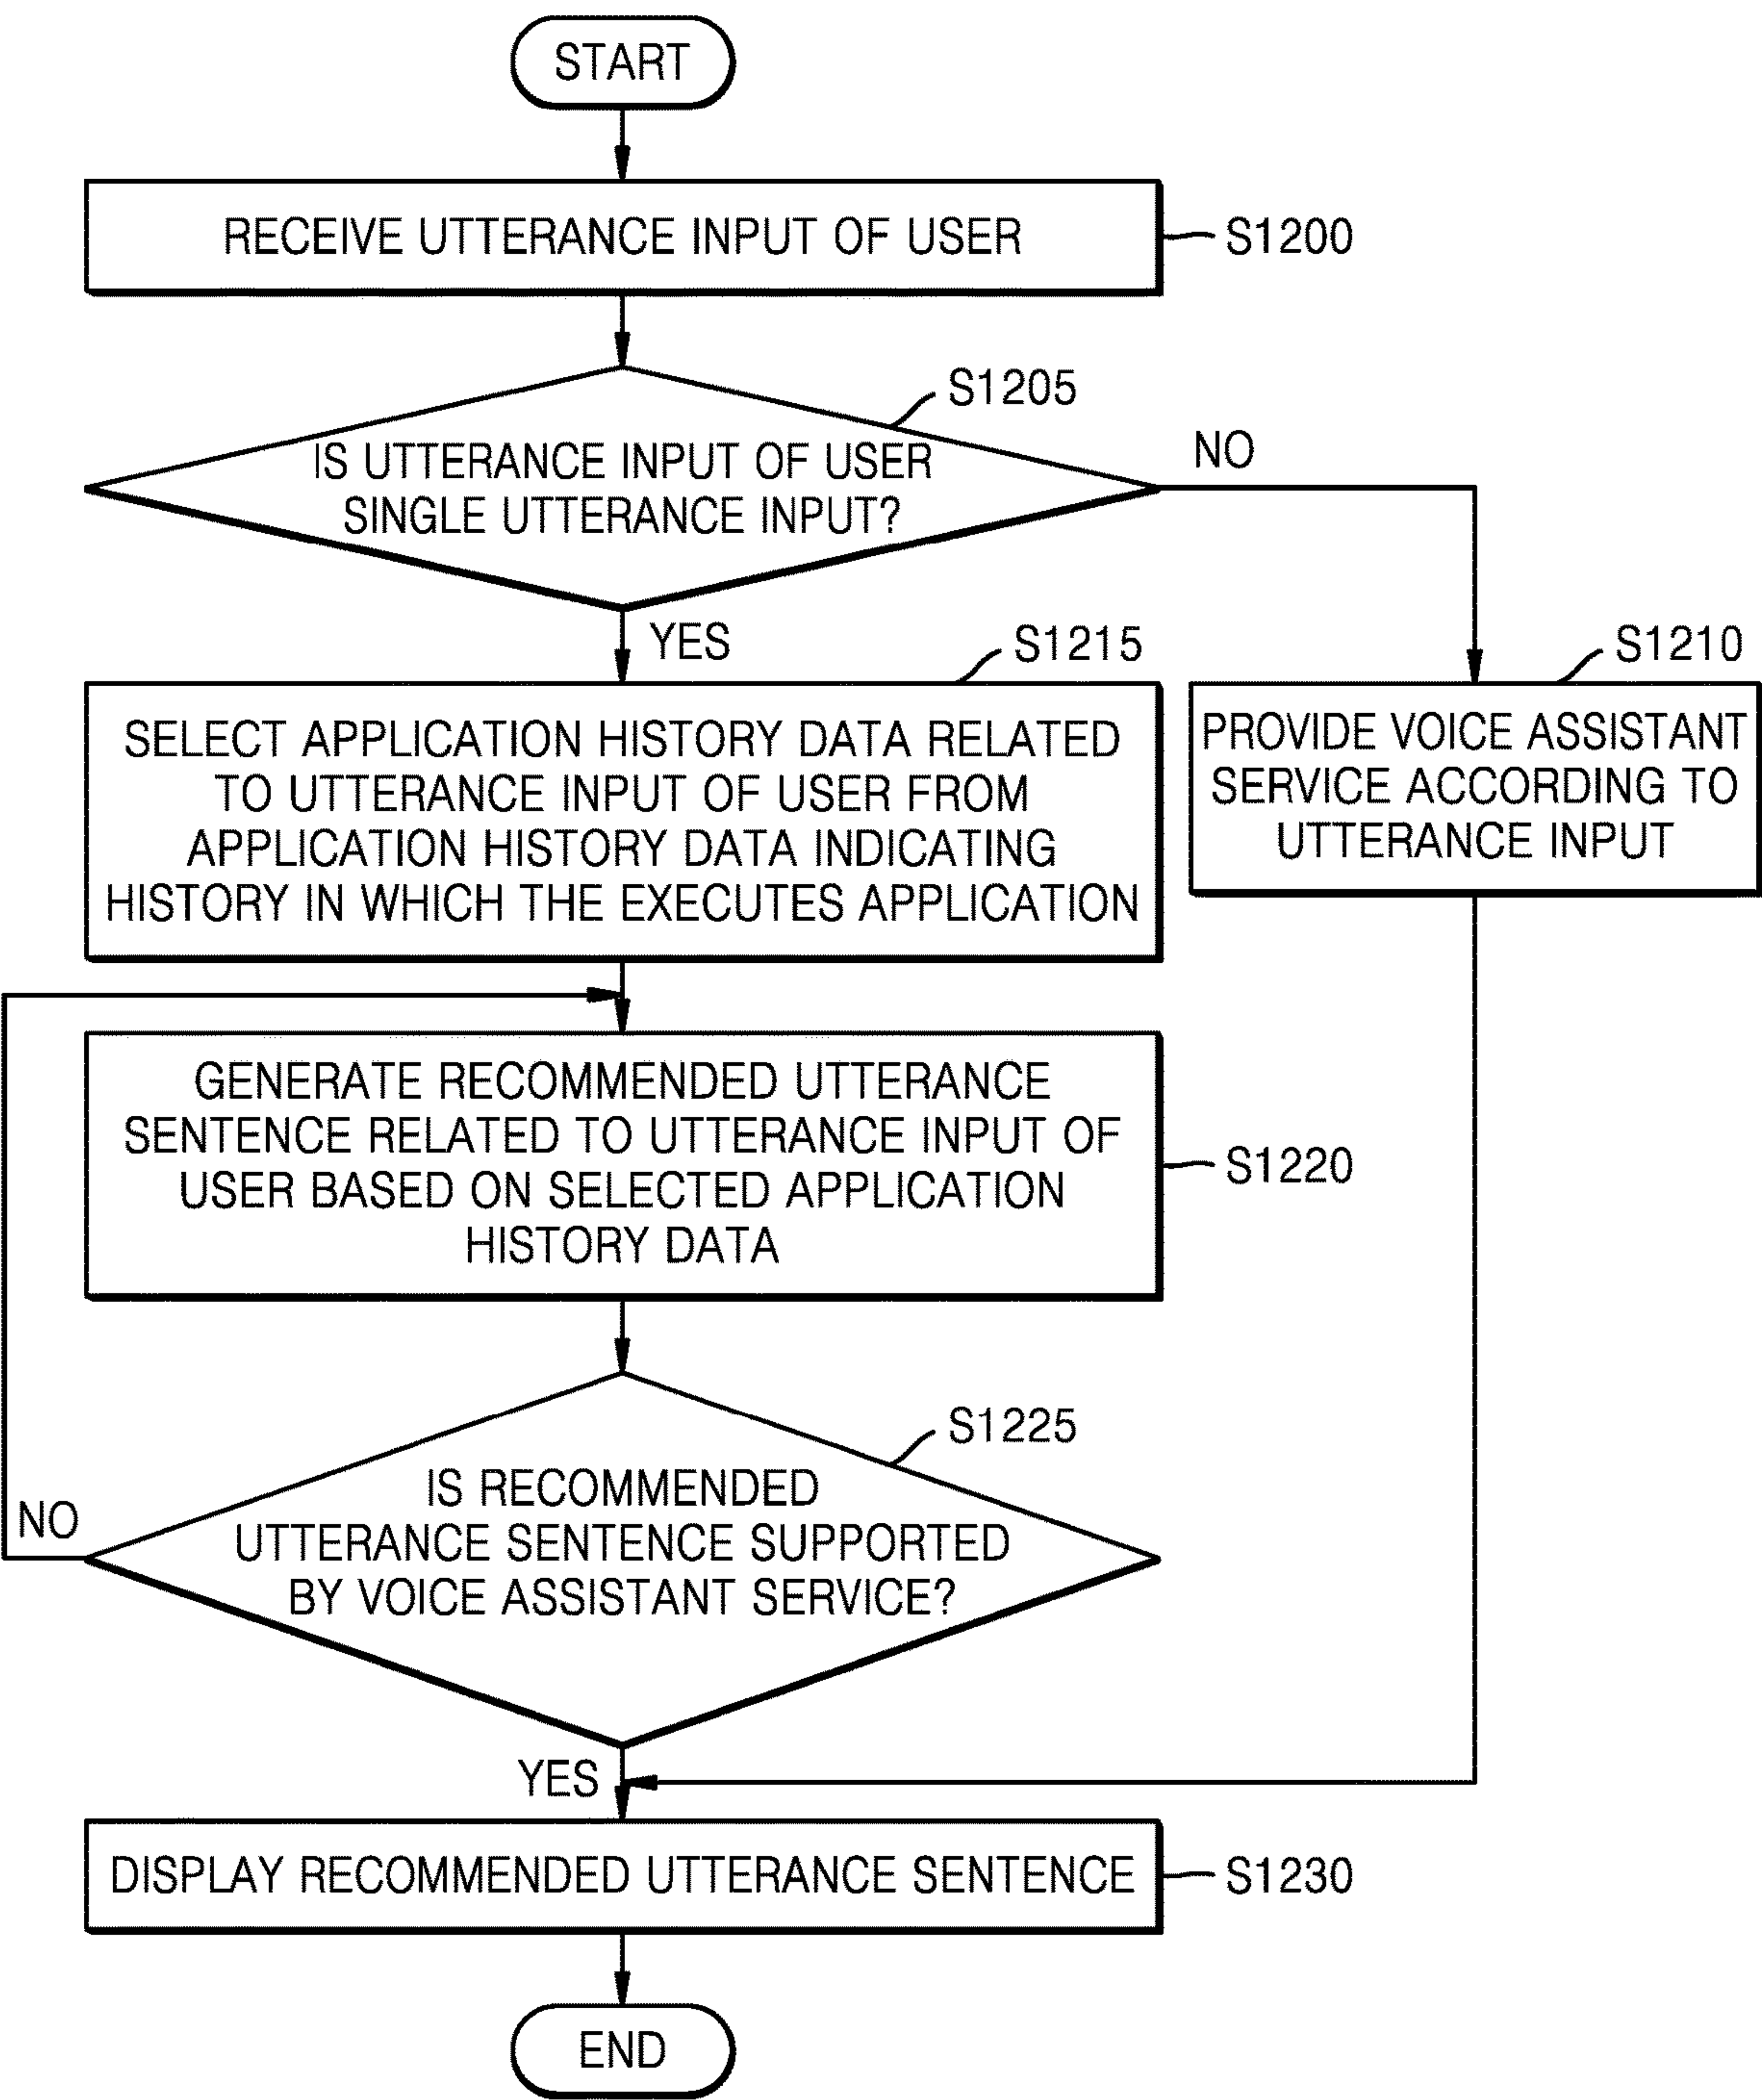 START
RECEIVE UTTERANCE INPUT OF USER
S1200
S1205
IS UTTERANCE INPUT OF USER
SINGLE UTTERANCE INPUT?
NO
YES
S1215
SELECT APPLICATION HISTORY DATA RELATED
TO UTTERANCE INPUT OF USER FROM
APPLICATION HISTORY DATA INDICATING
HISTORY IN WHICH THE EXECUTES APPLICATION
S1210
PROVIDE VOICE ASSISTANT
SERVICE ACCORDING TO
UTTERANCE INPUT
GENERATE RECOMMENDED UTTERANCE
SENTENCE RELATED TO UTTERANCE INPUT OF
USER BASED ON SELECTED APPLICATION
HISTORY DATA
S1220
S1225
IS RECOMMENDED
UTTERANCE SENTENCE SUPPORTED
BY VOICE ASSISTANT SERVICE?
NO
YES
DISPLAY RECOMMENDED UTTERANCE SENTENCE
S1230
END